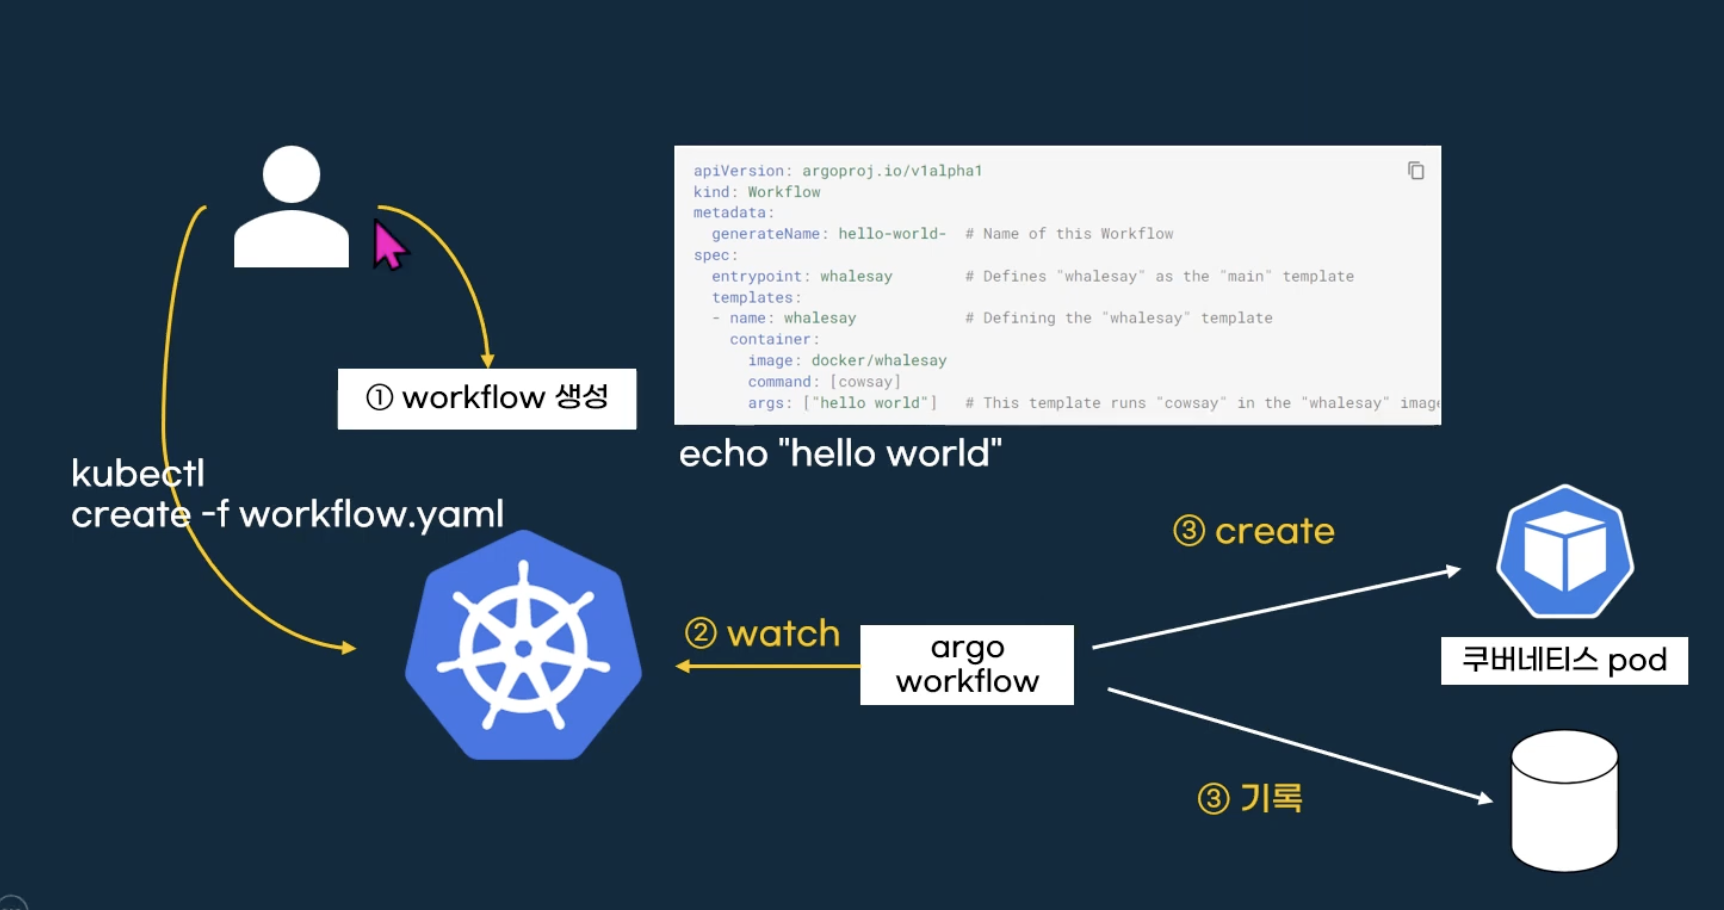 apiVersion: argoproj.io/v1alpha1
kind: Workflow
metadata:
  generateName: hello-world-  # Name of this Workflow
spec:
  entrypoint: whalesay        # Defines "whalesay" as the "main" template
  templates:
  - name: whalesay            # Defining the "whalesay" template
    container:
      image: docker/whalesay
      command: [cowsay]
      args: ["hello world"]   # This template runs "cowsay" in the "whalesay" image
① workflow 생성
echo "hello world"
kubectl
create -f workflow.yaml
③ create
② watch
argo
workflow
쿠버네티스 pod
③ 기록